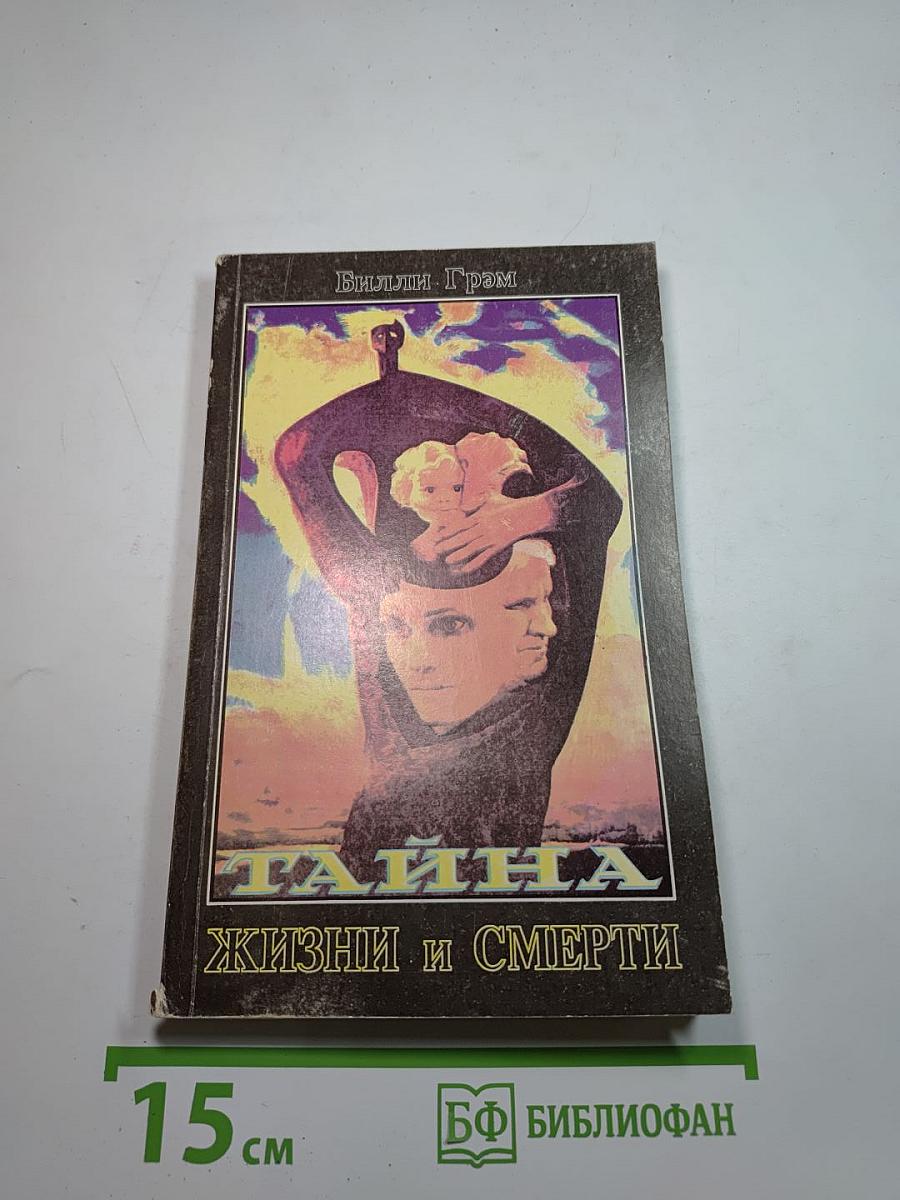 Билли Грэм
ТАЙНА
ЖИЗНИ и СМЕРТИ
15 см
БФ БИБЛИОФАН